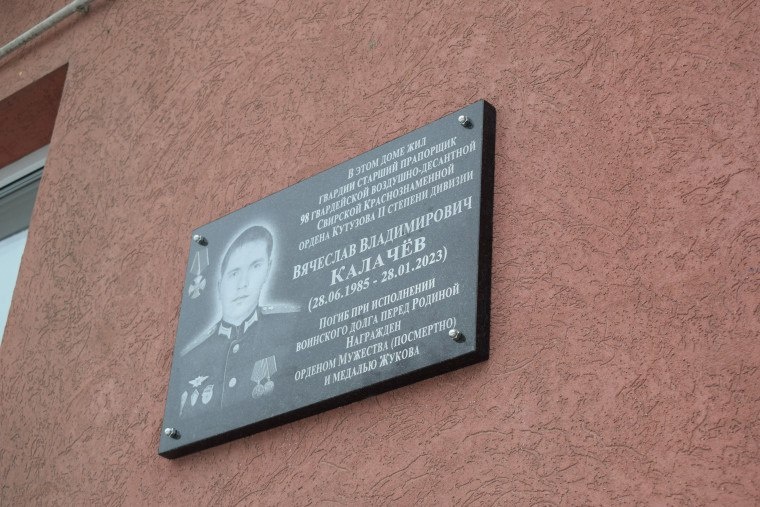 В ЭТОМ ДОМЕ ЖИЛ
ГВАРДИИ СТАРШИЙ ПРАПОРЩИК
98 ГВАРДЕЙСКОЙ ВОЗДУШНО-ДЕСАНТНОЙ
СВИРСКОЙ КРАСНОЗНАМЕННОЙ
ОРДЕНА КУТУЗОВА II СТЕПЕНИ ДИВИЗИИ
ВЯЧЕСЛАВ ВЛАДИМИРОВИЧ
КАЛАЧЁВ
(28.06.1985 - 28.01.2023)
ПОГИБ ПРИ ИСПОЛНЕНИИ
ВОИНСКОГО ДОЛГА ПЕРЕД РОДИНОЙ
НАГРАЖДЕН
ОРДЕНОМ МУЖЕСТВА (ПОСМЕРТНО)
И МЕДАЛЬЮ ЖУКОВА